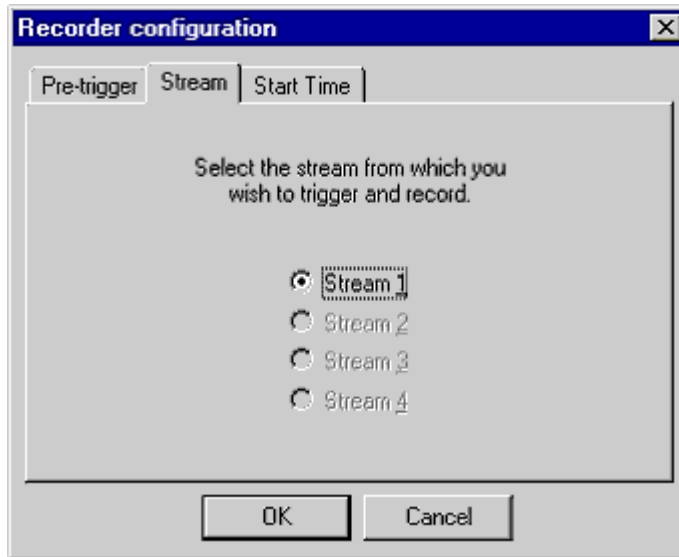 Recorder configuration
Pre-trigger
Stream
Start Time
Select the stream from which you
wish to trigger and record.
Stream 1
Stream 2
Stream 3
Stream 4
OK
Cancel